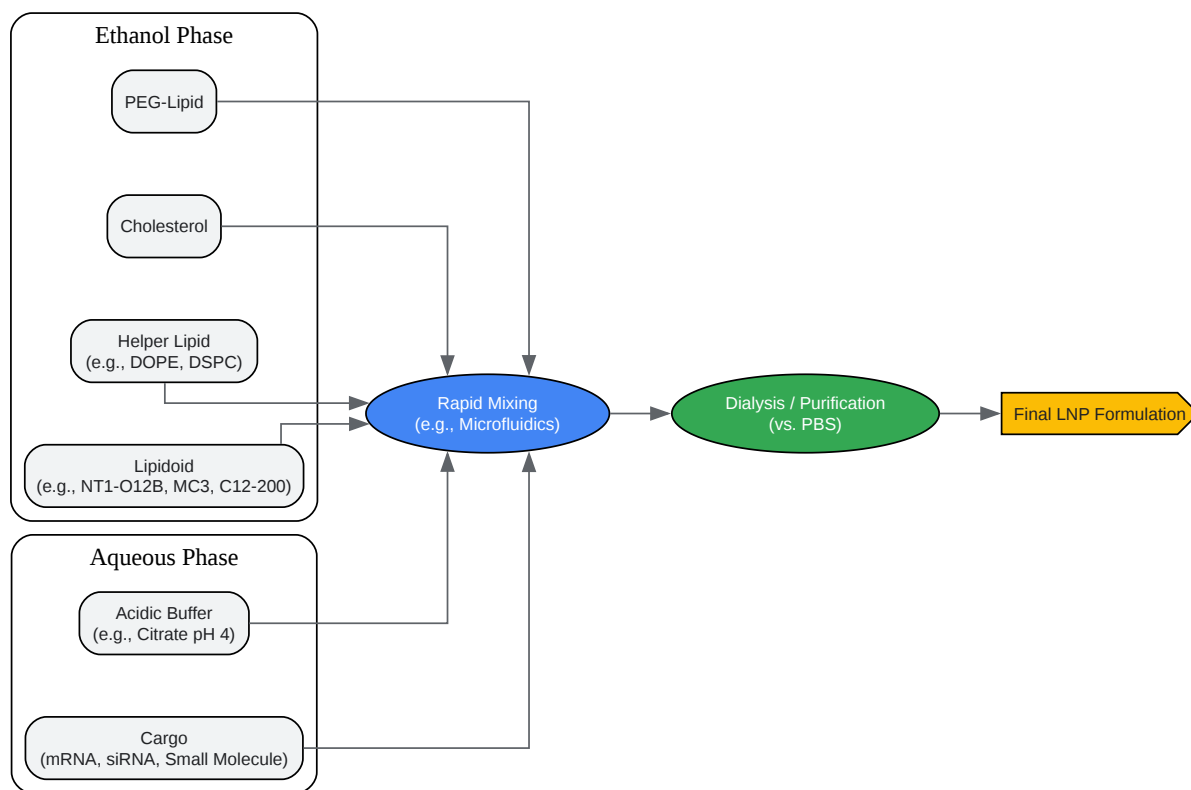 Ethanol Phase
PEG-Lipid
Cholesterol
Helper Lipid
(e.g., DOPE, DSPC)
Lipidoid
(e.g., NT1-O12B, MC3, C12-200)
Aqueous Phase
Acidic Buffer
(e.g., Citrate pH 4)
Cargo
(mRNA, siRNA, Small Molecule)
Rapid Mixing
(e.g., Microfluidics)
Dialysis / Purification
(vs. PBS)
Final LNP Formulation